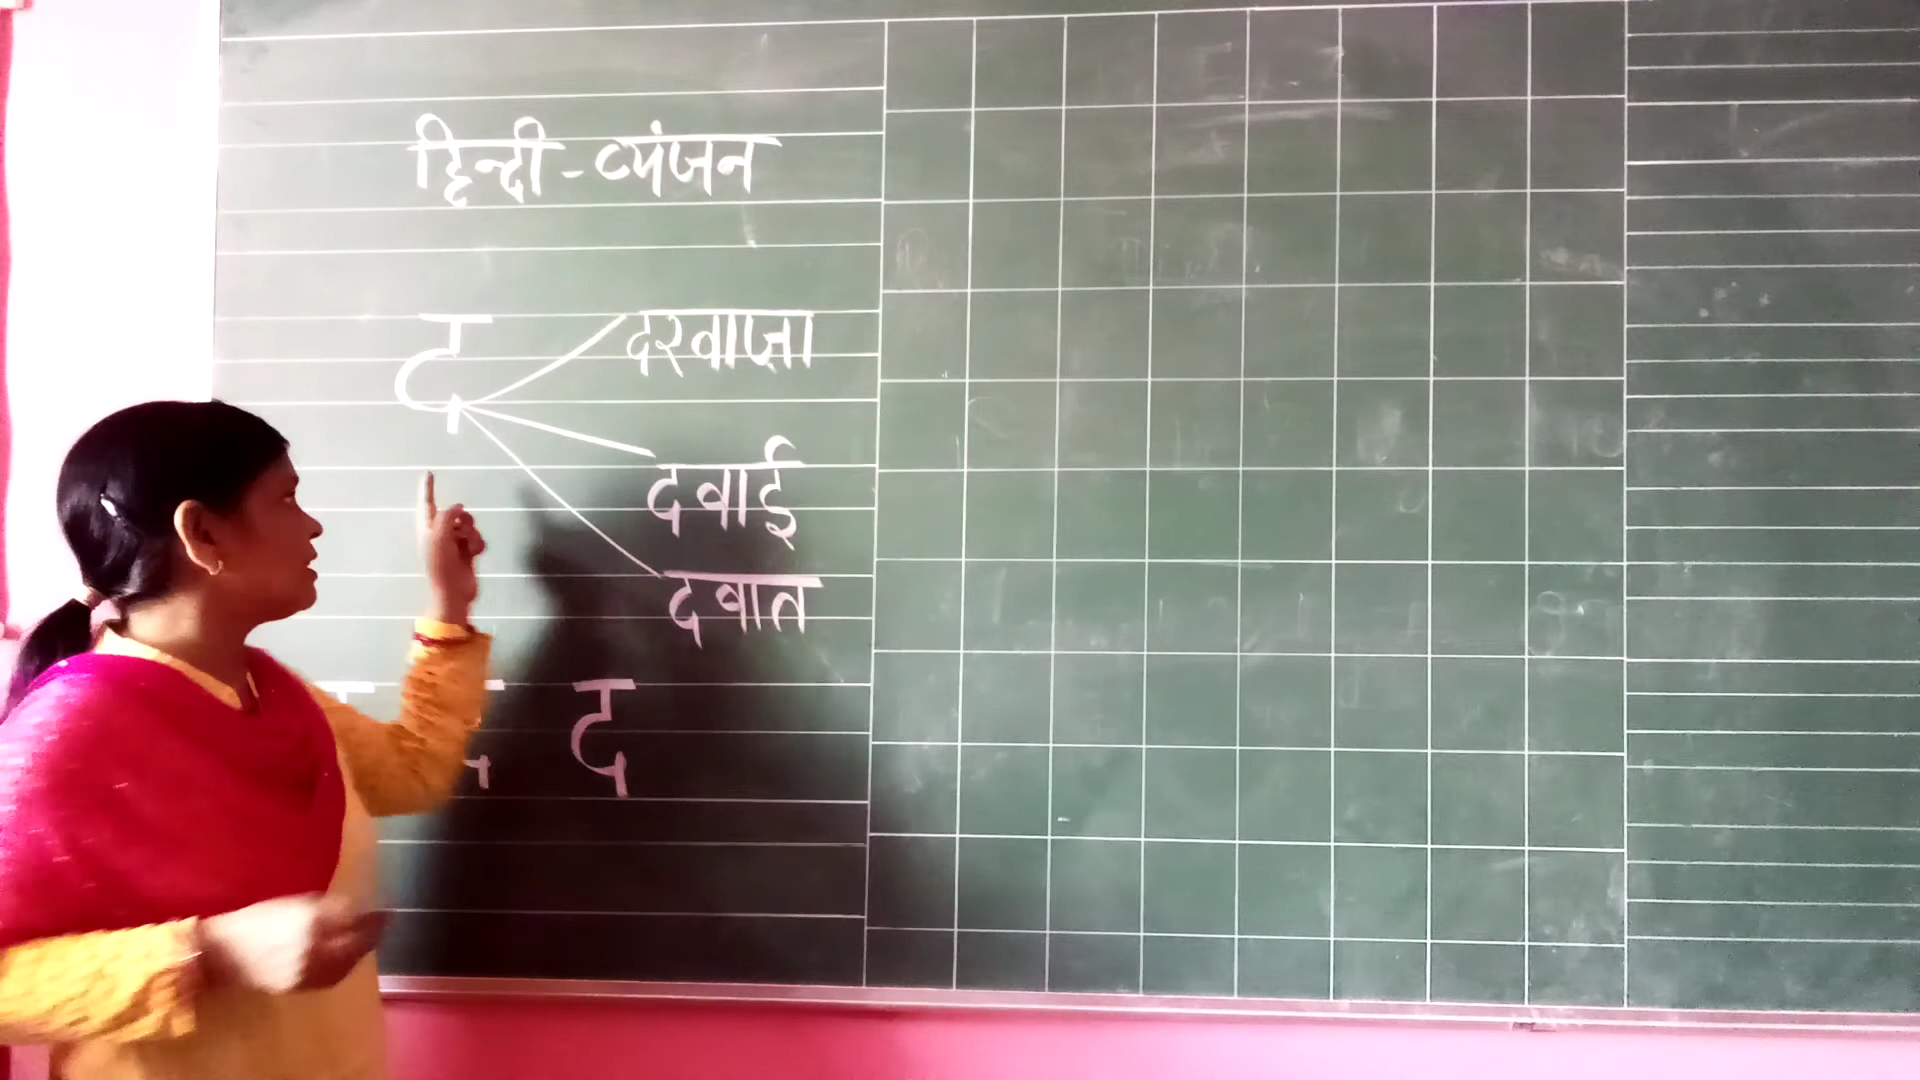 हिन्दी - व्यंजन
द
दरवाज़ा
दवाई
दवात
द